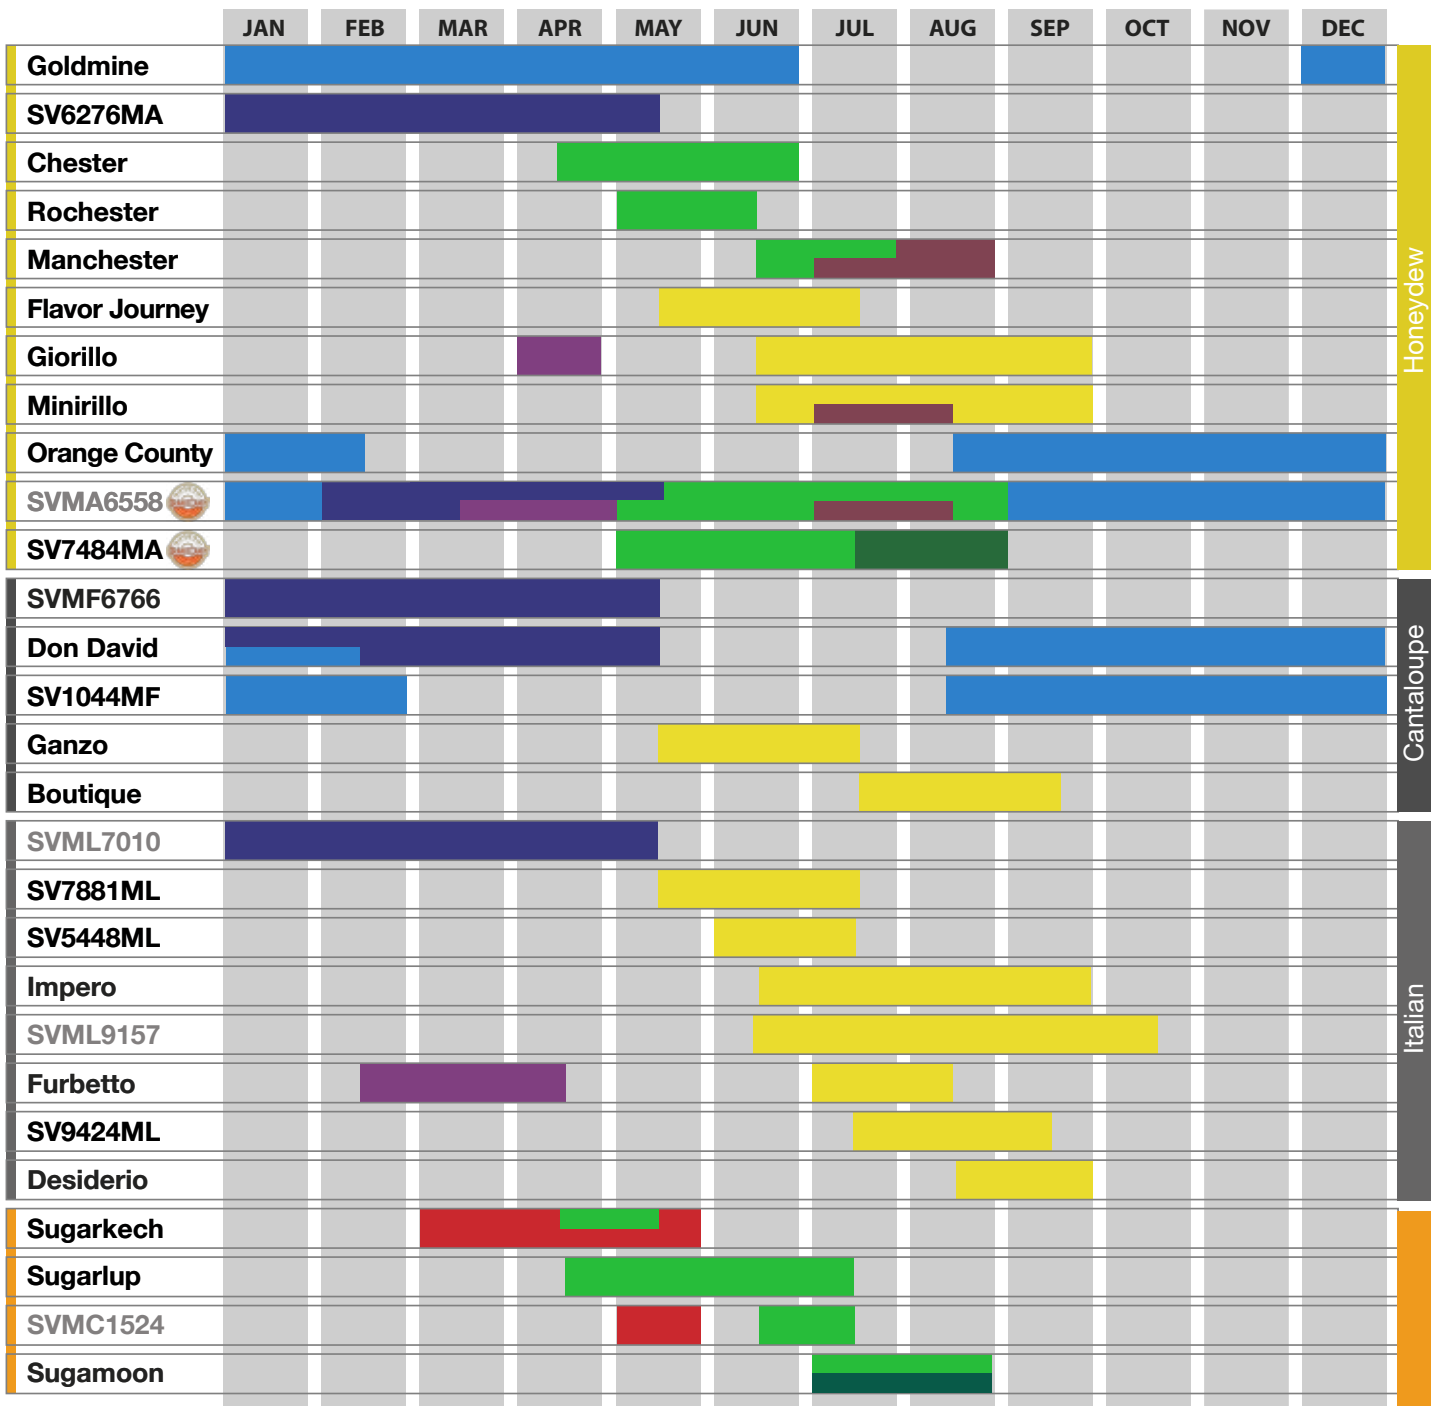 JAN FEB MAR APR MAY JUN JUL AUG SEP OCT NOV DEC
Goldmine
SV6276MA
Chester
Rochester
Manchester
Flavor Journey
Giorillo
Minirillo
Orange County
SVMA6558
SV7484MA
Honeydew
SVMF6766
Don David
SV1044MF
Ganzo
Boutique
Cantaloupe
SVML7010
SV7881ML
SV5448ML
Impero
SVML9157
Furbetto
SV9424ML
Desiderio
Italian
Sugarkech
Sugarlup
SVMC1524
Sugamoon